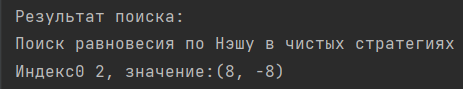 Результат поиска:
Поиск равновесия по Нэшу в чистых стратегиях
Индекс0 2, значение:(8, -8)